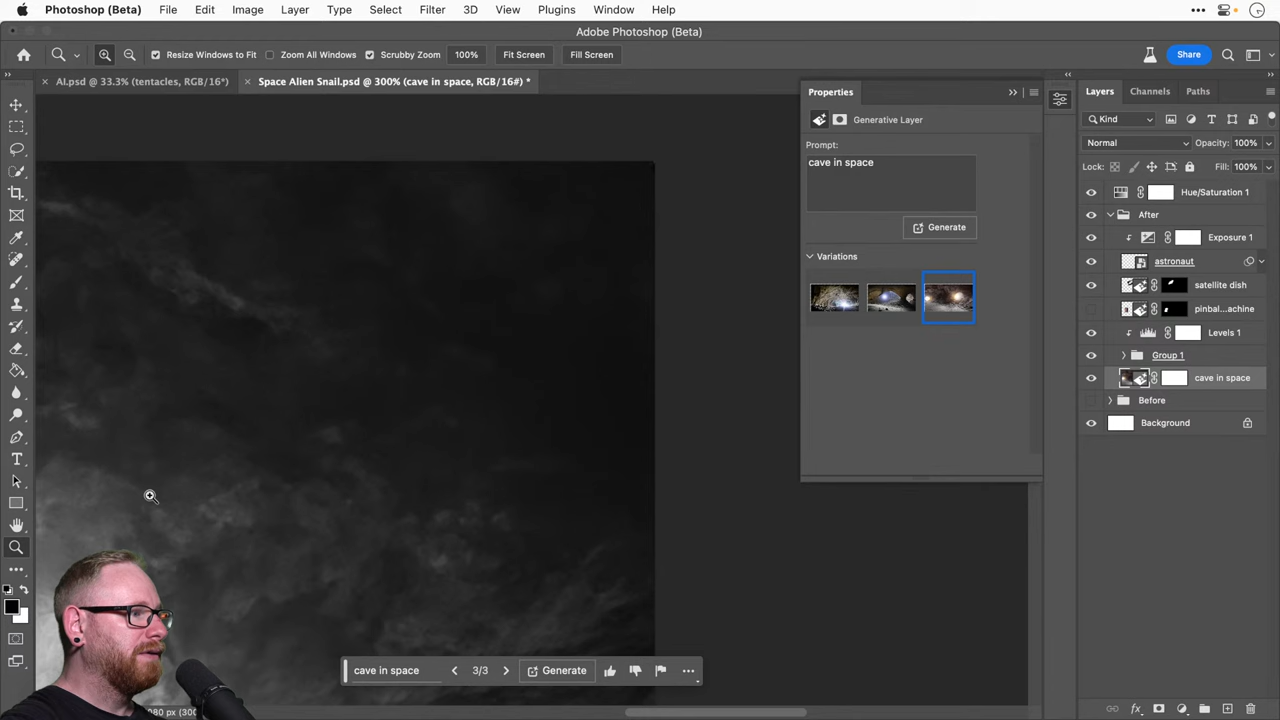 Photoshop (Beta) File Edit Image Layer Type Select Filter 3D View Plugins Window Help
Adobe Photoshop (Beta)
Resize Windows to Fit Zoom All Windows Scrubby Zoom 100% Fit Screen Fill Screen Share
AI.psd @ 33.3% (tentacles, RGB/16*) Space Alien Snail.psd @ 300% (cave in space, RGB/16#) *
Properties
Generative Layer
Prompt:
cave in space
Generate
Variations
Layers Channels Paths
Kind
Normal Opacity: 100%
Lock: Fill: 100%
Hue/Saturation 1
After
Exposure 1
astronaut
satellite dish
pinbal...achine
Levels 1
Group 1
cave in space
Before
Background
cave in space 3/3 Generate
080 px (300